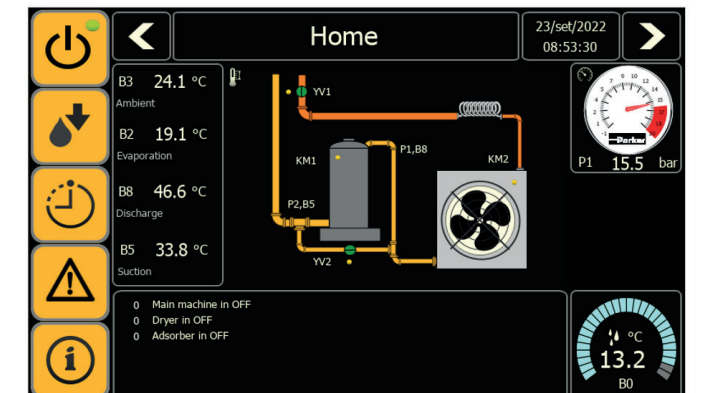 Home
23/set/2022
08:53:30
B3 24.1 °C
Ambient
B2 19.1 °C
Evaporation
B8 46.6 °C
Discharge
B5 33.8 °C
Suction
YV1
KM1
P1,B8
KM2
P2,B5
YV2
Parker
P1 15.5 bar
0 Main machine in OFF
0 Dryer in OFF
0 Adsorber in OFF
i
°C
13.2
B0